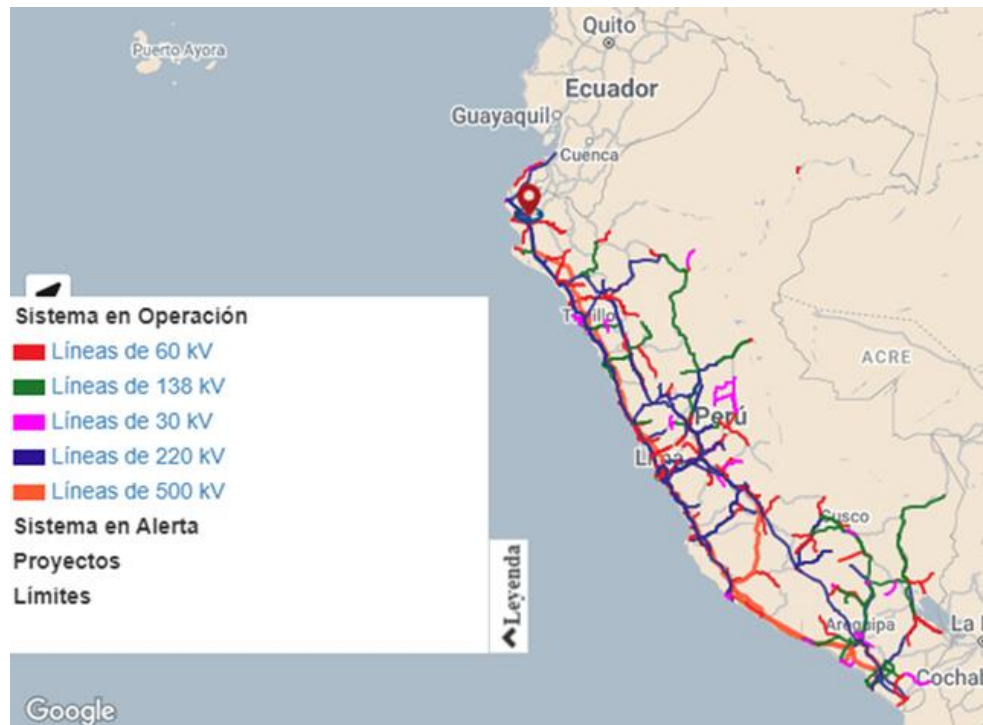 Quito
Puerto Ayora
Ecuador
Guayaquil
Cuenca
Sistema en Operación
Líneas de 60 kV
Líneas de 138 kV
Líneas de 30 kV
Líneas de 220 kV
Líneas de 500 kV
Sistema en Alerta
Proyectos
Límites
Leyenda
ACRE
Perú
Arequipa
La
Cochab
Google